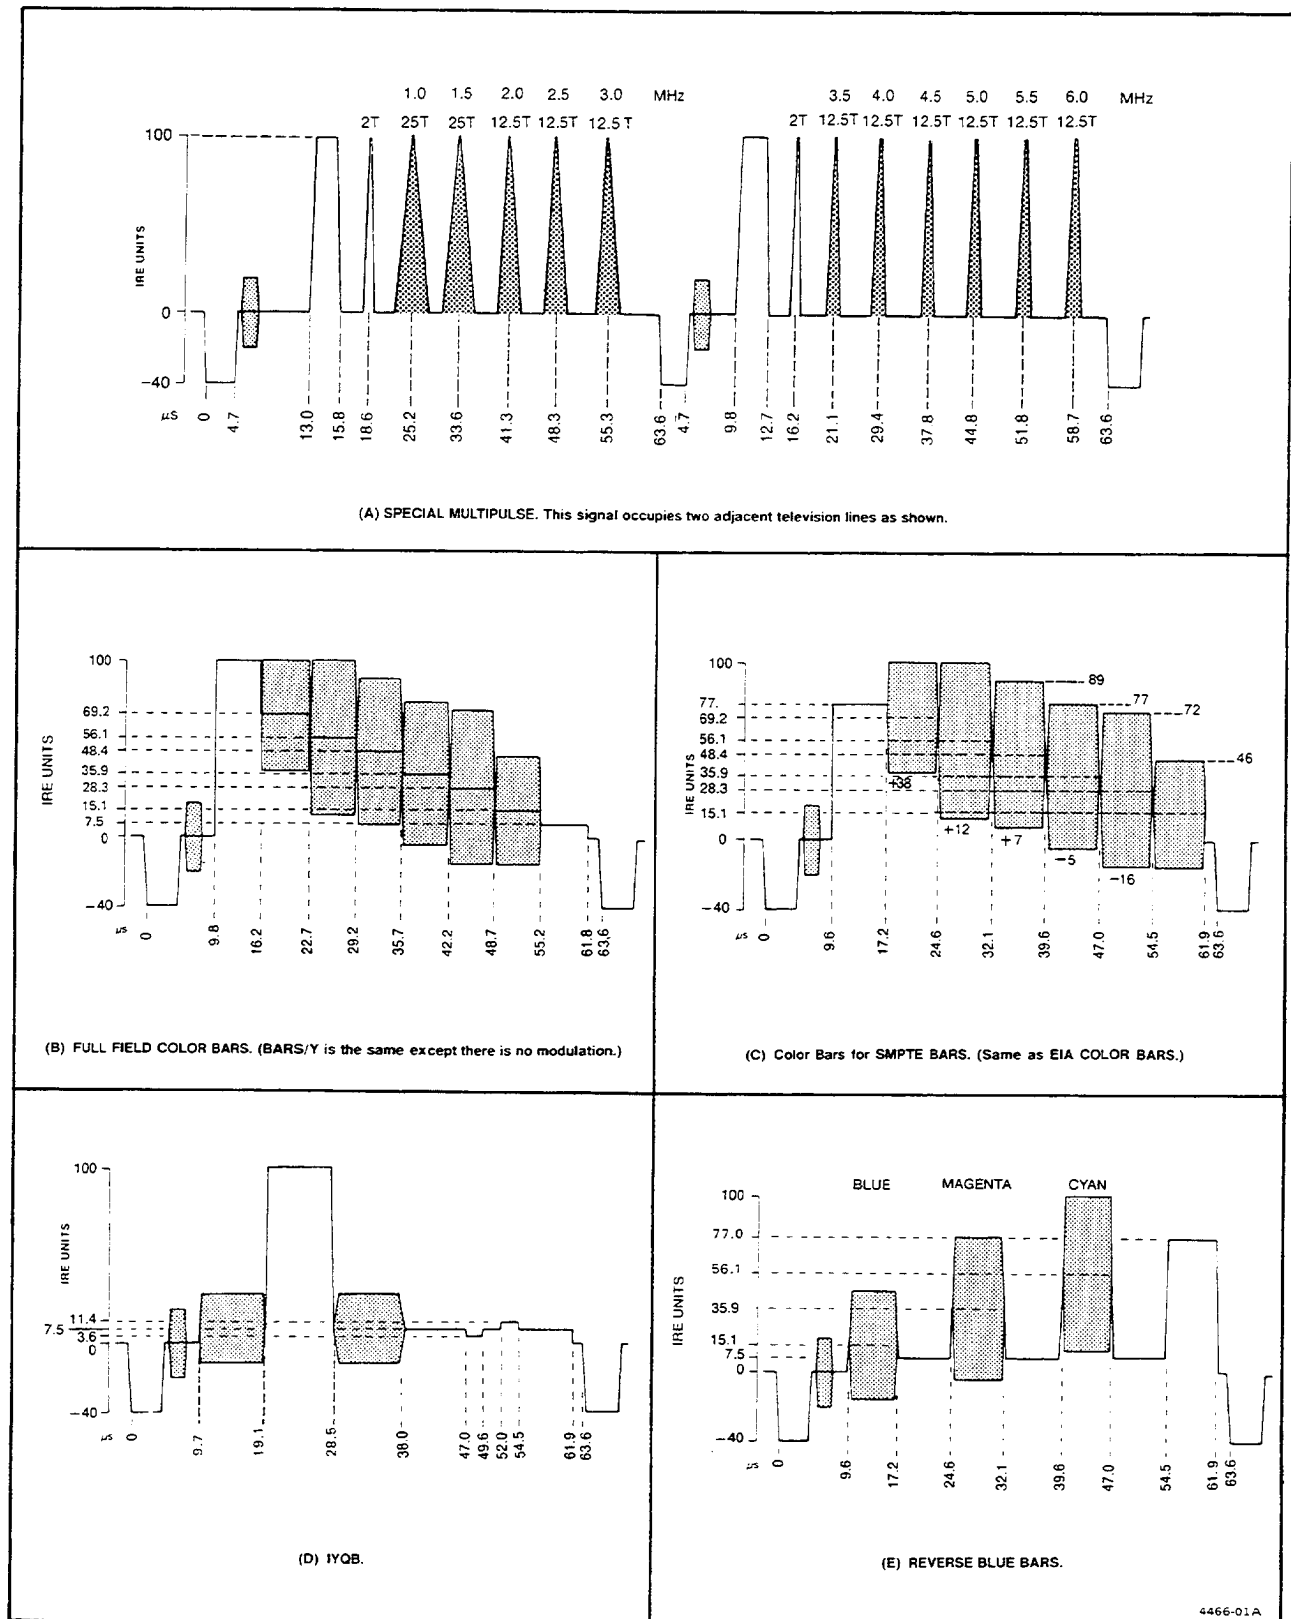 1.0 1.5 2.0 2.5 3.0 MHz 3.5 4.0 4.5 5.0 5.5 6.0 MHz
2T 25T 25T 12.5T 12.5T 12.5T 2T 12.5T 12.5T 12.5T 12.5T 12.5T 12.5T
100
IRE UNITS
0
-40
µS 0 4.7 13.0 15.8 18.6 25.2 33.6 41.3 48.3 55.3 63.6 4.7 9.8 12.7 16.2 21.1 29.4 37.8 44.8 51.8 58.7 63.6
(A) SPECIAL MULTIPULSE. This signal occupies two adjacent television lines as shown.
100
69.2
56.1
48.4
35.9
28.3
15.1
7.5
0
-40
IRE UNITS
µs 0 9.8 16.2 22.7 29.2 35.7 42.2 48.7 55.2 61.8 63.6
(B) FULL FIELD COLOR BARS. (BARS/Y is the same except there is no modulation.)
100
77.
69.2
56.1
48.4
35.9
28.3
15.1
0
-40
IRE UNITS
89
77
72
46
+38
+12
+7
-5
-16
µs 0 9.6 17.2 24.6 32.1 39.6 47.0 54.5 61.9 63.6
(C) Color Bars for SMPTE BARS. (Same as EIA COLOR BARS.)
100
IRE UNITS
11.4
7.5
3.6
0
-40
µs 0 9.7 19.1 28.5 38.0 47.0 49.6 52.0 54.5 61.9 63.6
(D) IYQB.
BLUE MAGENTA CYAN
100
77.0
56.1
35.9
15.1
7.5
0
-40
IRE UNITS
µs 0 9.6 17.2 24.6 32.1 39.6 47.0 54.5 61.9 63.6
(E) REVERSE BLUE BARS.
4466-01A